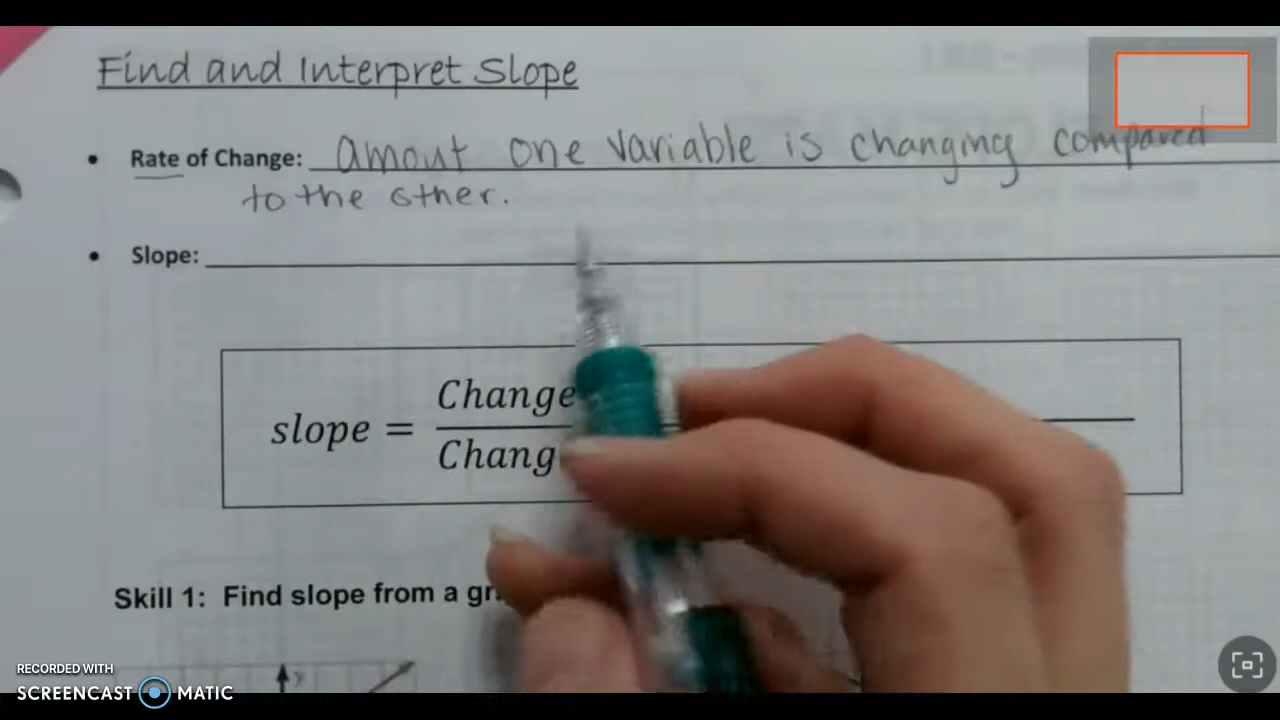 Find and Interpret Slope
• Rate of Change: amout one variable is changing compared
to the other.
• Slope:
slope = Change
Chang
Skill 1: Find slope from a gr
y
RECORDED WITH
SCREENCAST MATIC